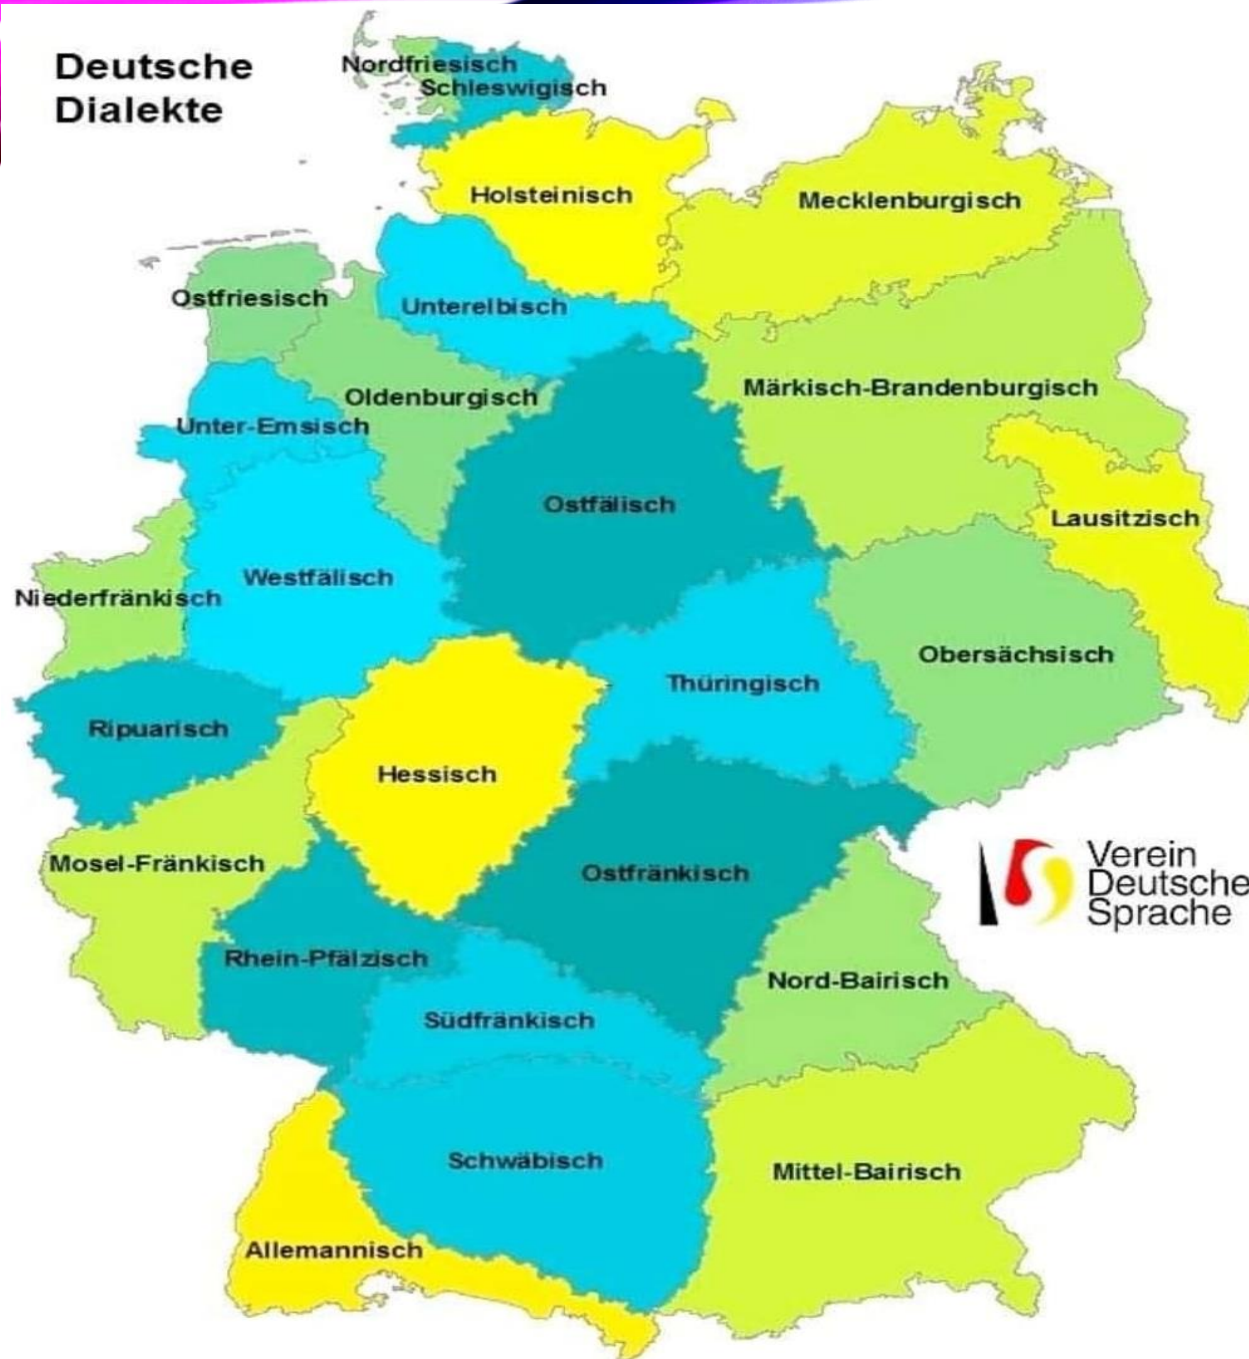 Deutsche
Dialekte
Nordfriesisch
Schleswigisch
Holsteinisch
Mecklenburgisch
Ostfriesisch
Unterelbisch
Märkisch-Brandenburgisch
Oldenburgisch
Unter-Emsisch
Ostfälisch
Lausitzisch
Westfälisch
Niederfränkisch
Obersächsisch
Thüringisch
Ripuarisch
Hessisch
Mosel-Fränkisch
Ostfränkisch
Verein
Deutsche
Sprache
Rhein-Pfälzisch
Nord-Bairisch
Südfränkisch
Schwäbisch
Mittel-Bairisch
Allemannisch